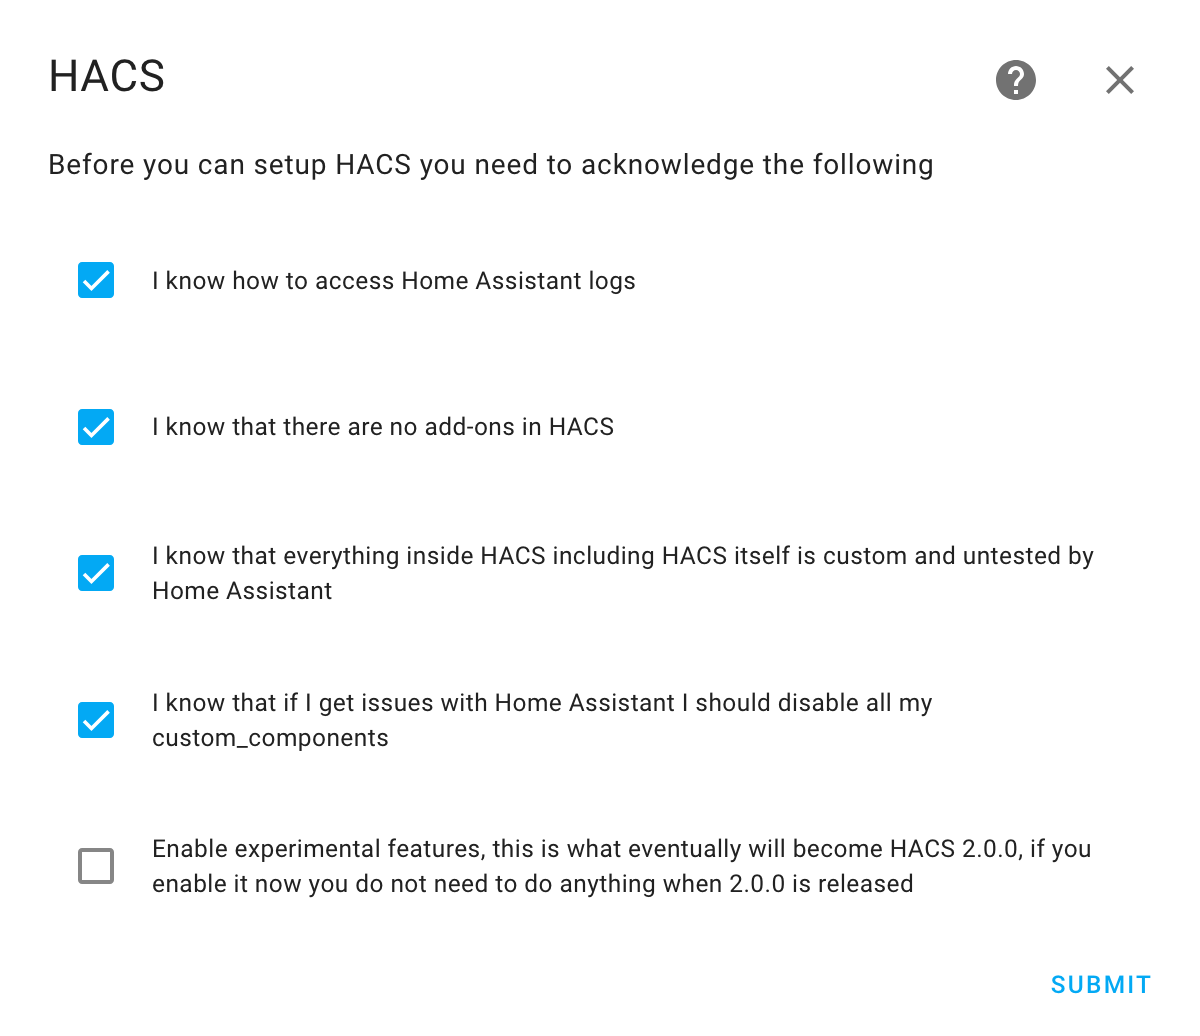 HACS
Before you can setup HACS you need to acknowledge the following
I know how to access Home Assistant logs
I know that there are no add-ons in HACS
I know that everything inside HACS including HACS itself is custom and untested by
Home Assistant
I know that if I get issues with Home Assistant I should disable all my
custom_components
Enable experimental features, this is what eventually will become HACS 2.0.0, if you
enable it now you do not need to do anything when 2.0.0 is released
SUBMIT